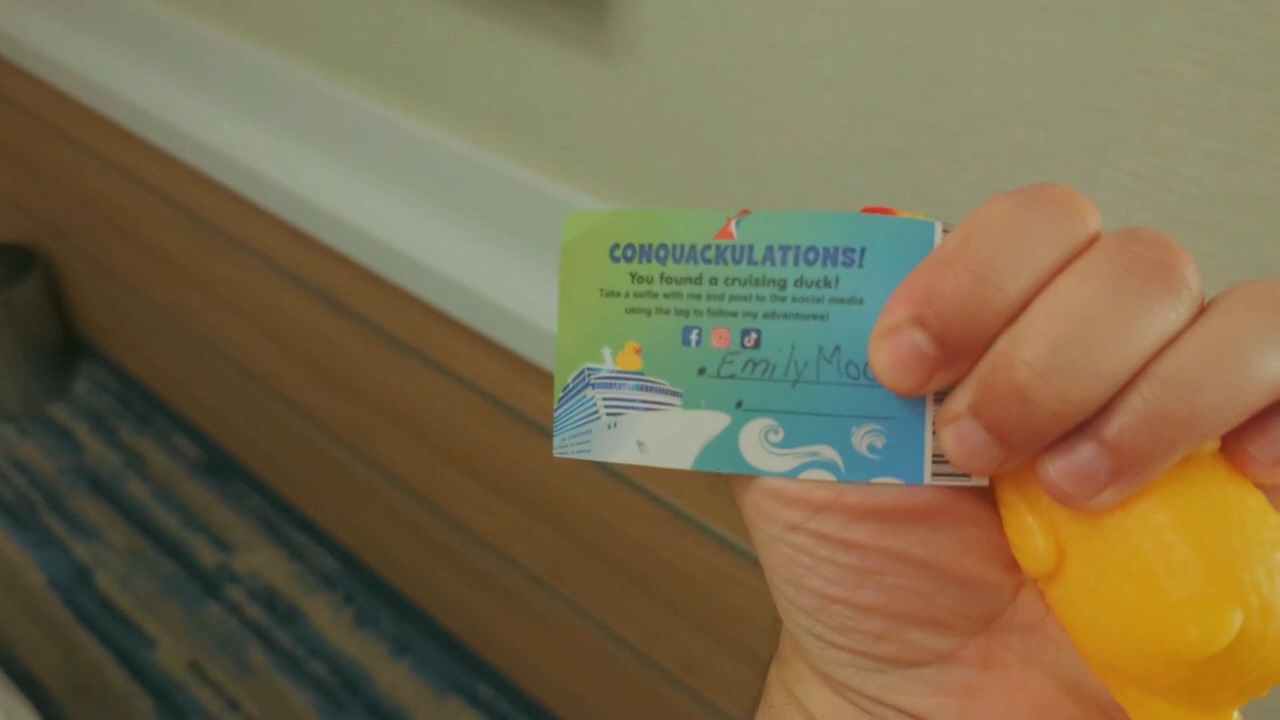 CONQUACKULATIONS!
You found a cruising duck!
Take a selfie with me and post to the social media
using the tag to follow my adventures!
Emily Moo